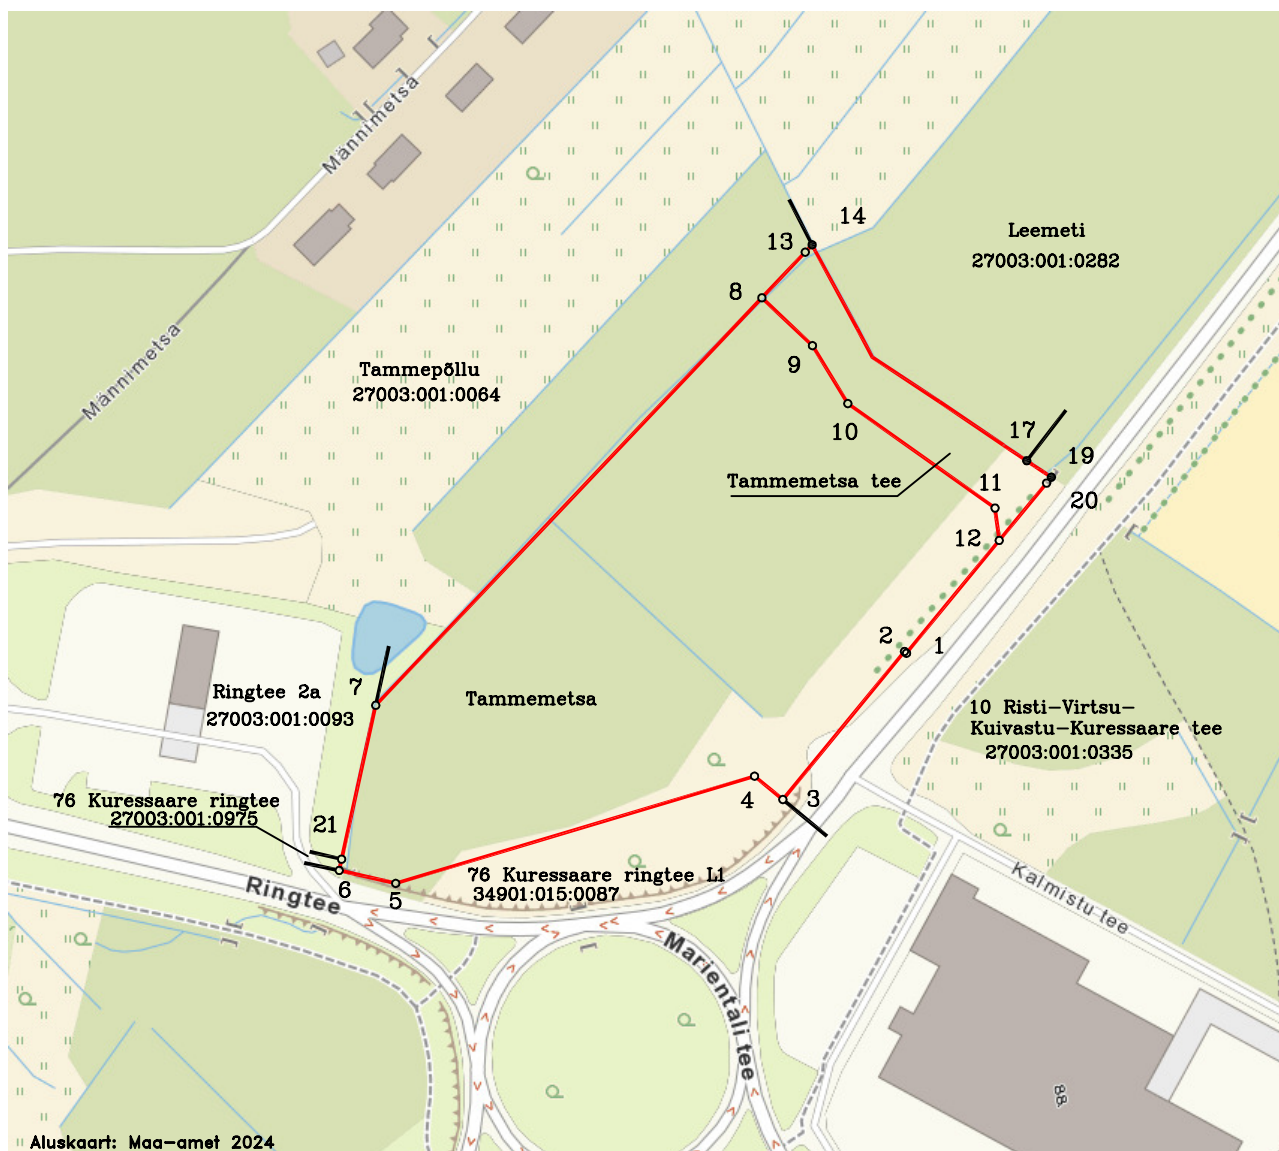 Männimetsa
14
Leemeti
27003:001:0282
13
8
Männimetsa
Tammepõllu
27003:001:0064
9
10
17
19
20
Tammemetsa tee
11
12
2
1
7
Ringtee 2a
27003:001:0093
Tammemetsa
10 Risti-Virtsu-
Kuivastu-Kuressaare tee
27003:001:0335
76 Kuressaare ringtee
27003:001:0975
21
4
3
6
5
76 Kuressaare ringtee L1
34901:015:0087
Ringtee
Kalmistu tee
Marientali tee
88
Aluskaart: Maa-amet 2024